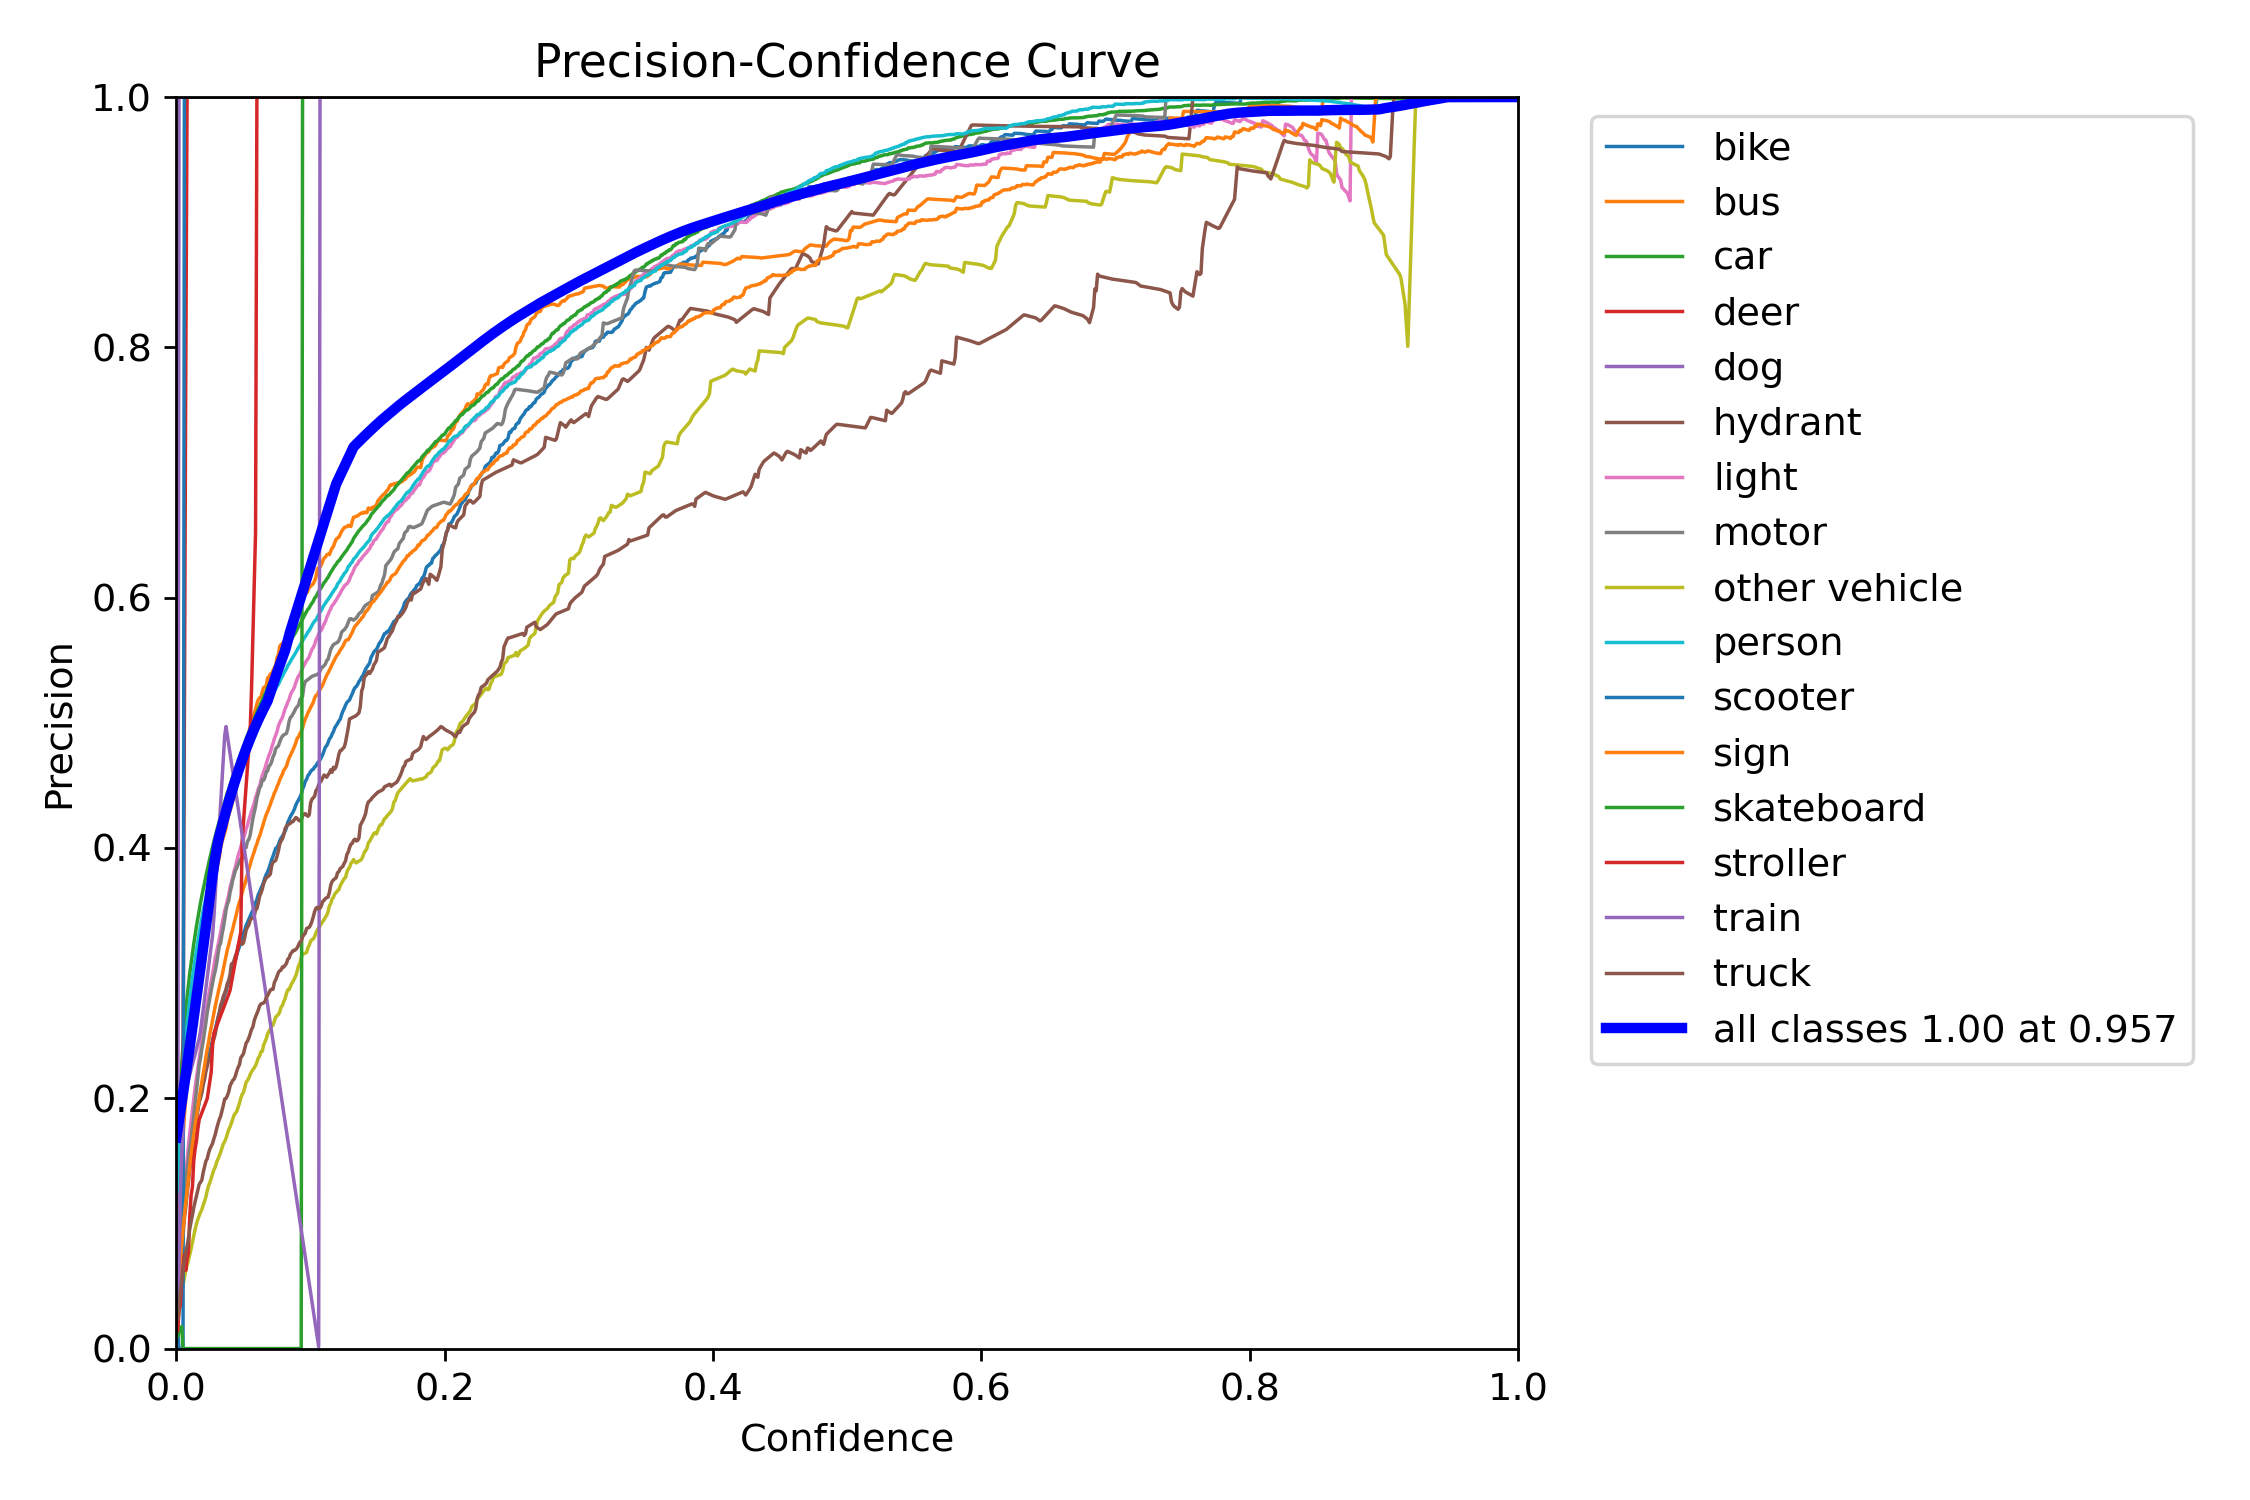 Precision-Confidence Curve
1.0
0.8
0.6
0.4
0.2
0.0
Precision
0.0 0.2 0.4 0.6 0.8 1.0
Confidence
bike
bus
car
deer
dog
hydrant
light
motor
other vehicle
person
scooter
sign
skateboard
stroller
train
truck
all classes 1.00 at 0.957